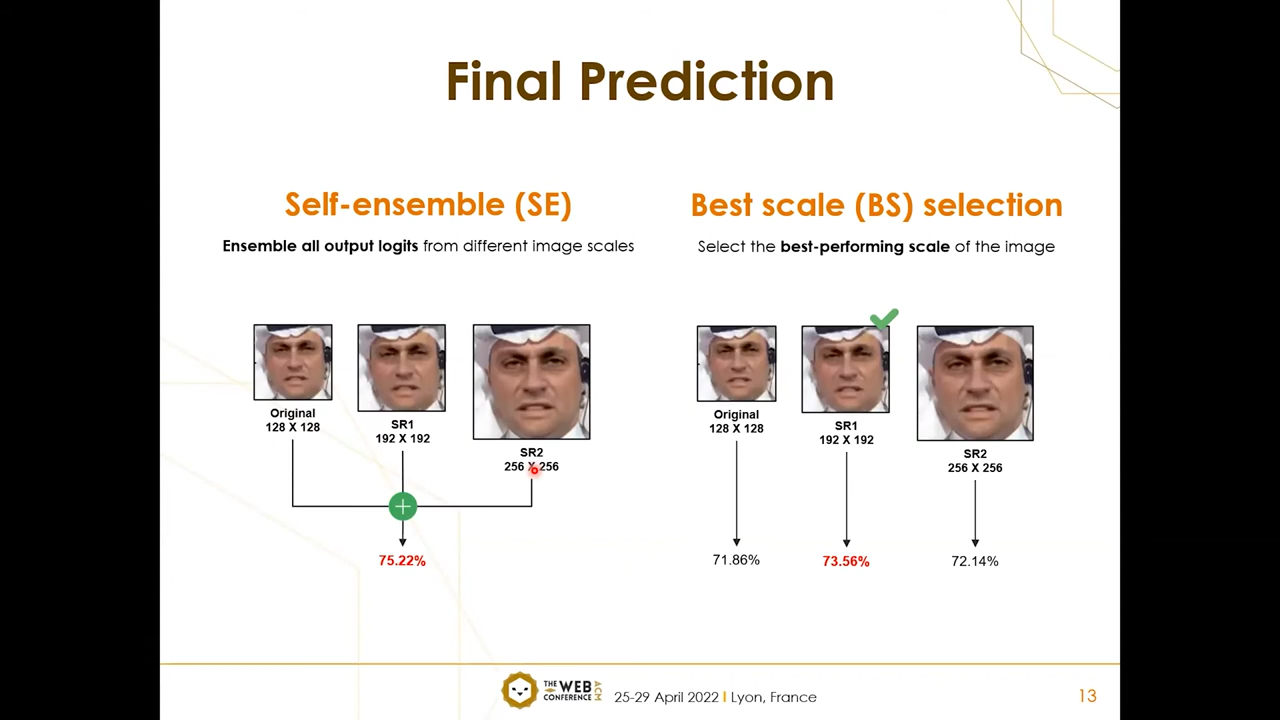 Final Prediction
Self-ensemble (SE)
Ensemble all output logits from different image scales
Original
128 X 128
SR1
192 X 192
SR2
256 X 256
75.22%
Best scale (BS) selection
Select the best-performing scale of the image
Original
128 X 128
SR1
192 X 192
SR2
256 X 256
71.86%
73.56%
72.14%
THE WEB
CONFERENCE
ACM
25-29 April 2022 I Lyon, France
13